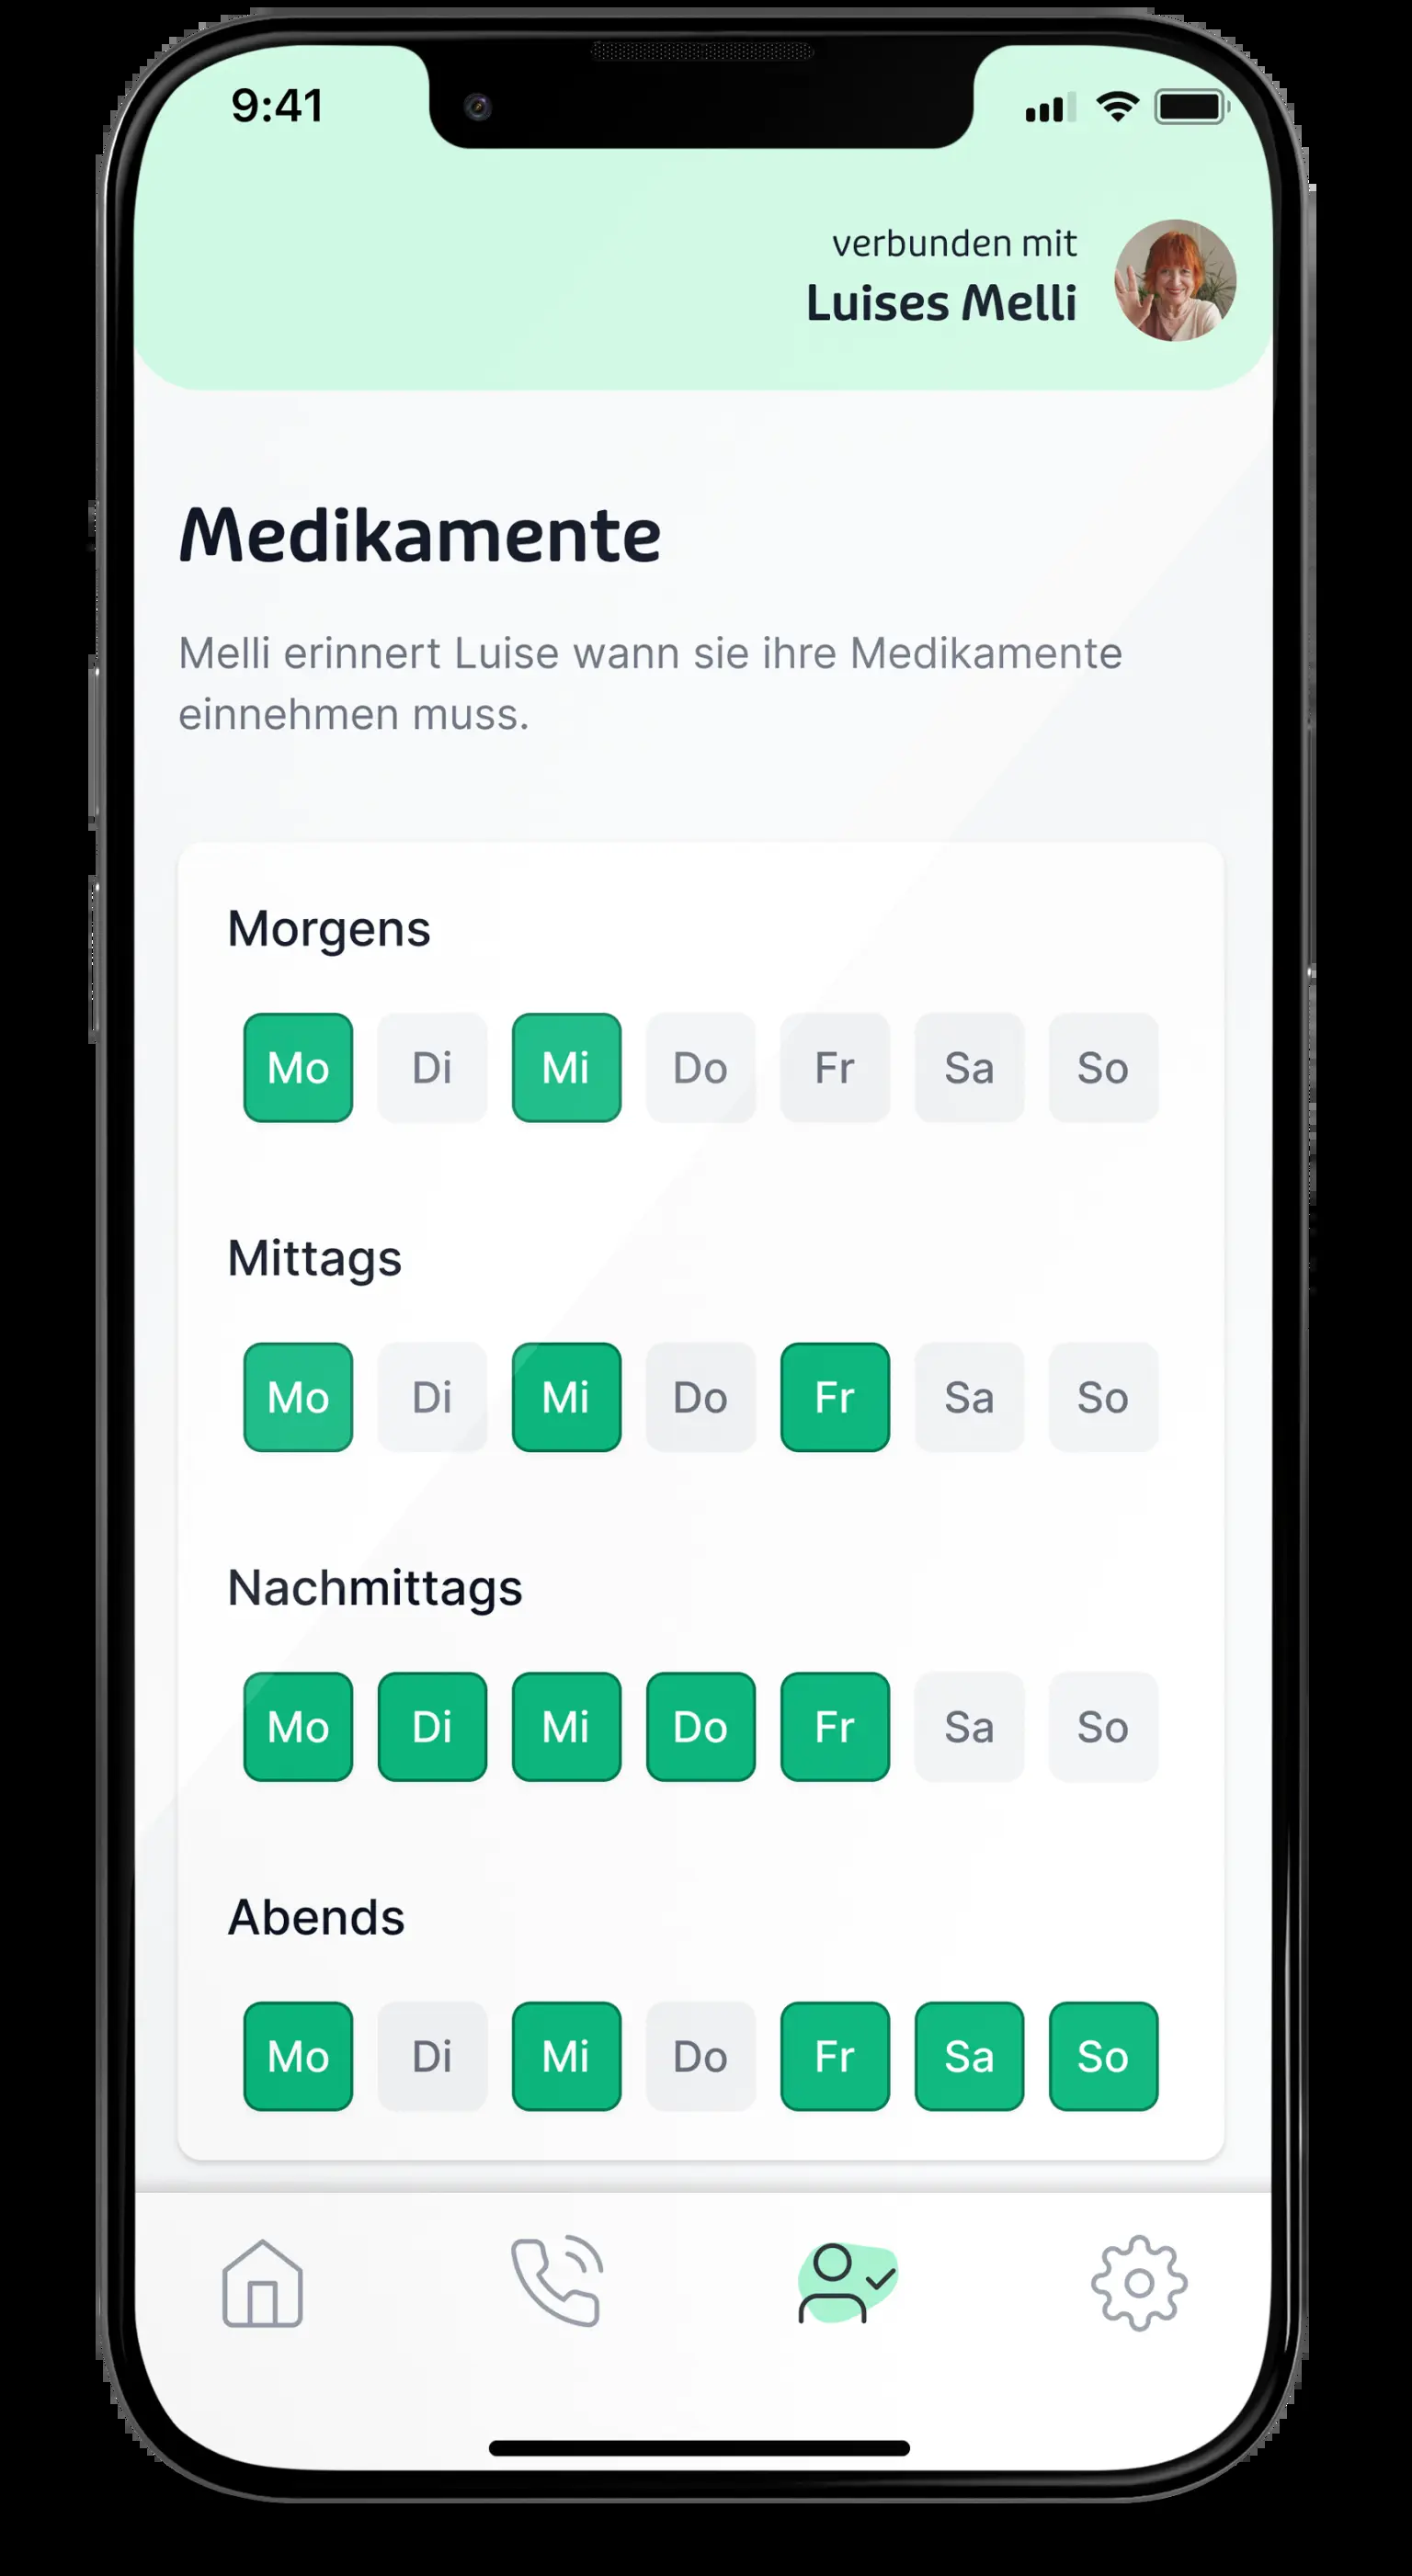 9:41
verbunden mit
Luises Melli
Medikamente
Melli erinnert Luise wann sie ihre Medikamente
einnehmen muss.
Morgens
Mo Di Mi Do Fr Sa So
Mittags
Mo Di Mi Do Fr Sa So
Nachmittags
Mo Di Mi Do Fr Sa So
Abends
Mo Di Mi Do Fr Sa So